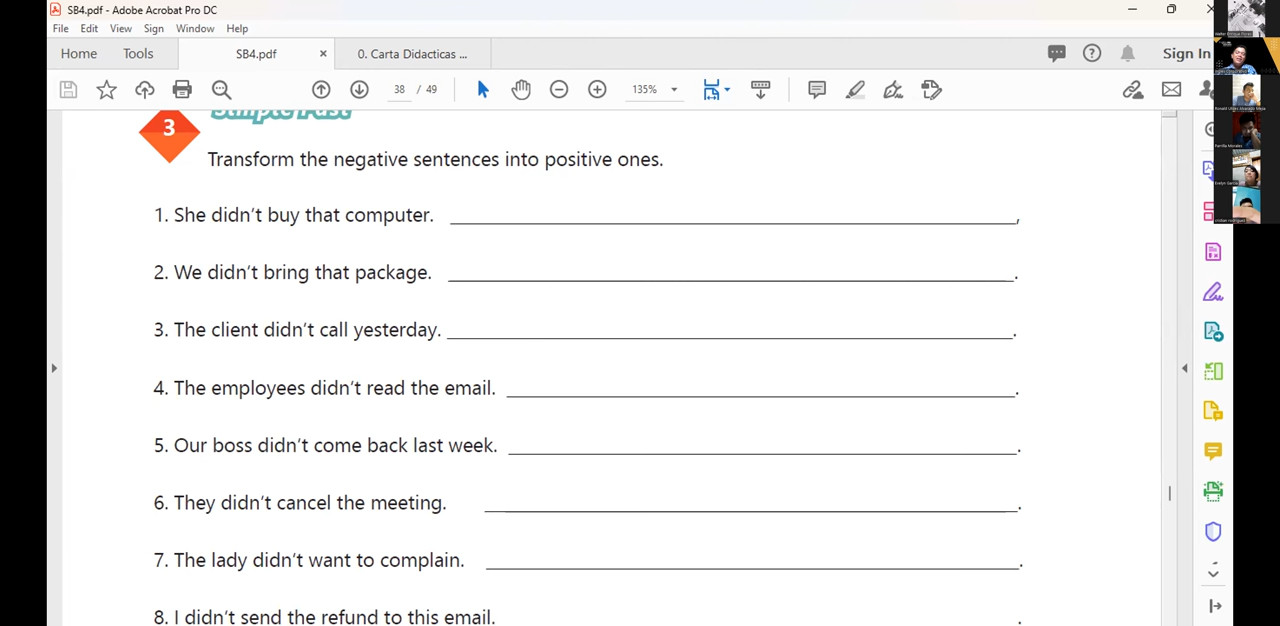 SB4.pdf - Adobe Acrobat Pro DC
File Edit View Sign Window Help
Home Tools SB4.pdf × 0. Carta Didacticas ... Sign In
38 / 49 135%
3 Simple Past
Transform the negative sentences into positive ones.
1. She didn't buy that computer. ,
2. We didn't bring that package. .
3. The client didn't call yesterday. .
4. The employees didn't read the email. .
5. Our boss didn't come back last week. .
6. They didn't cancel the meeting. .
7. The lady didn't want to complain. .
8. I didn't send the refund to this email. .